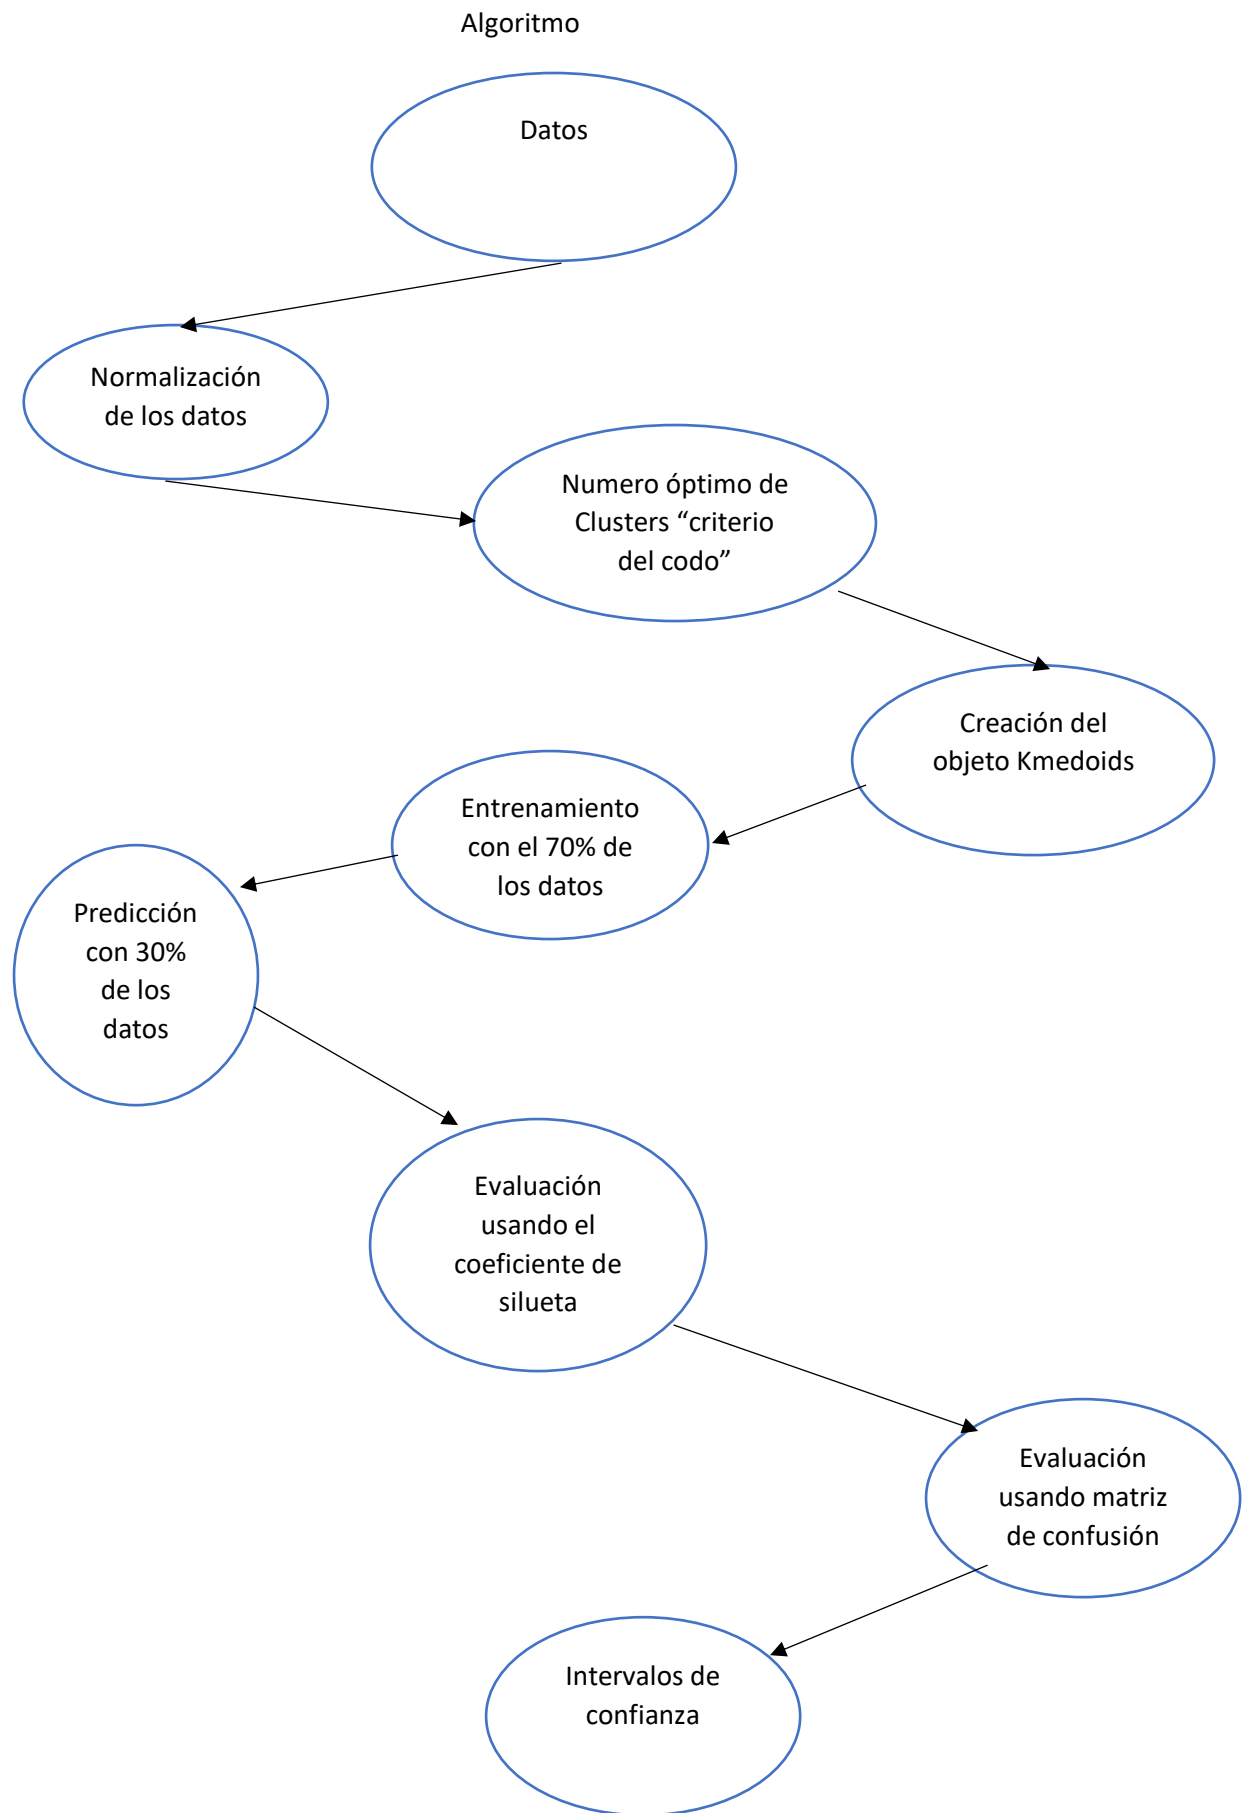 Algoritmo
Datos
Normalización
de los datos
Numero óptimo de
Clusters “criterio
del codo”
Creación del
objeto Kmedoids
Entrenamiento
con el 70% de
los datos
Predicción
con 30%
de los
datos
Evaluación
usando el
coeficiente de
silueta
Evaluación
usando matriz
de confusión
Intervalos de
confianza